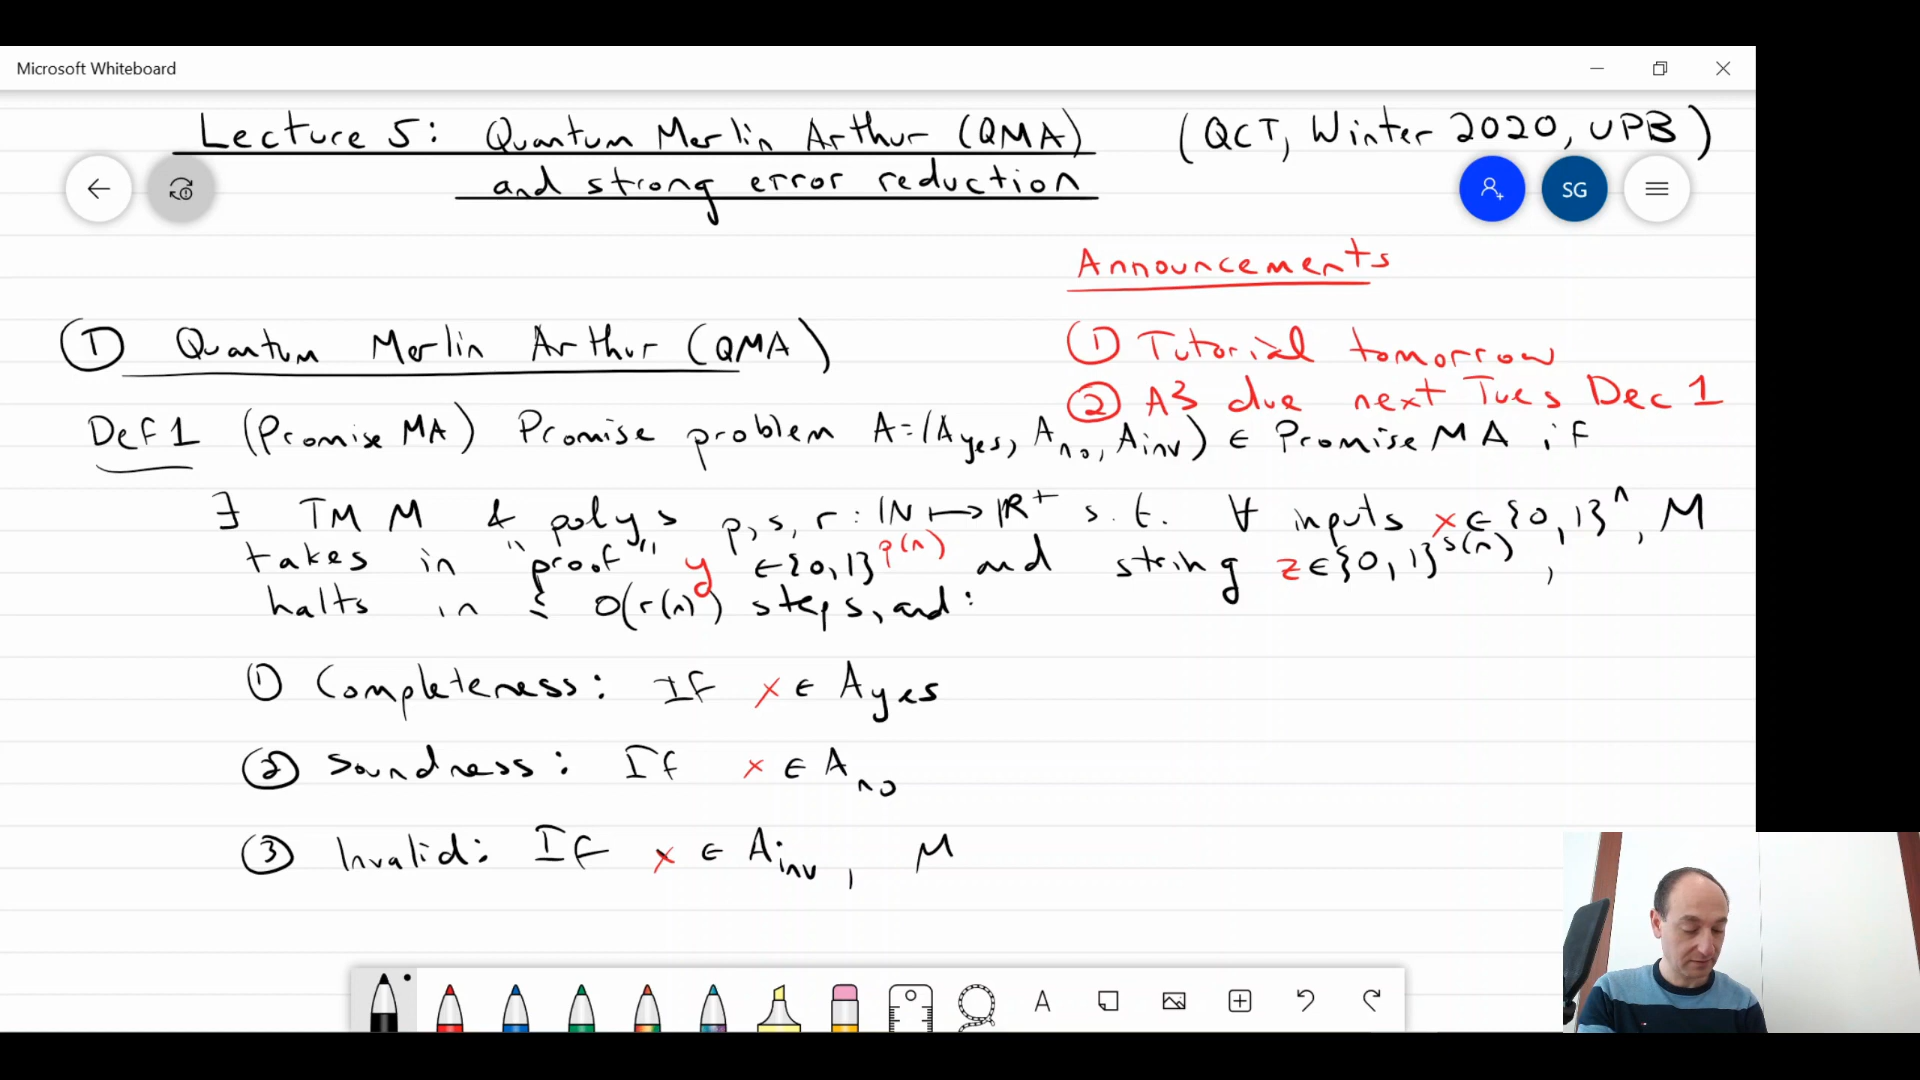 Microsoft Whiteboard
Lecture 5: Quantum Merlin Arthur (QMA) (QCT, Winter 2020, UPB)
and strong error reduction
SG
Announcements
① Tutorial tomorrow
② A3 due next Tues Dec 1
① Quantum Merlin Arthur (QMA)
Def 1 (Promise MA) Promise problem A=(Ayes, Ano, Ainv) ∈ Promise MA if
∃ TM M & polys p, s, r : ℕ ↦ ℝ⁺ s.t. ∀ inputs x ∈ {0,1}ⁿ, M
takes in "proof" y ∈ {0,1}^p(n) and string z ∈ {0,1}^s(n),
halts in ≤ O(r(n)) steps, and:
① Completeness: If x ∈ Ayes
② Soundness: If x ∈ Ano
③ Invalid: If x ∈ Ainv, M
A